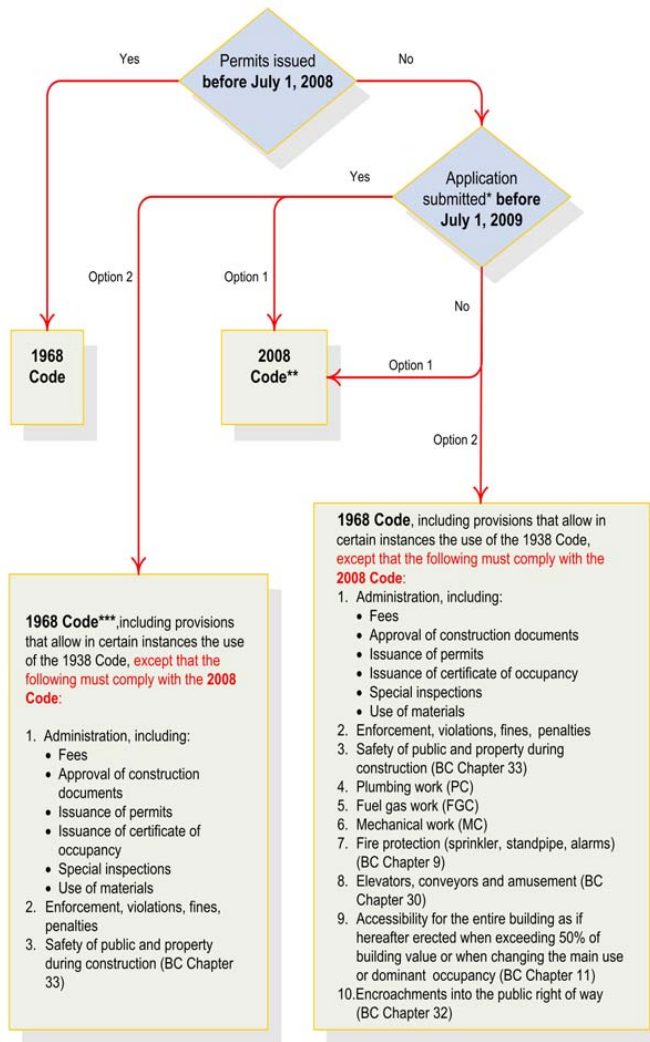 Yes
Permits issued
before July 1, 2008
No
Yes
Application
submitted* before
July 1, 2009
Option 2
Option 1
No
1968
Code
2008
Code**
Option 1
Option 2
1968 Code***,including provisions
that allow in certain instances the use
of the 1938 Code, except that the
following must comply with the 2008
Code:
1. Administration, including:
• Fees
• Approval of construction
documents
• Issuance of permits
• Issuance of certificate of
occupancy
• Special inspections
• Use of materials
2. Enforcement, violations, fines,
penalties
3. Safety of public and property
during construction (BC Chapter
33)
1968 Code, including provisions that allow in
certain instances the use of the 1938 Code,
except that the following must comply with the
2008 Code:
1. Administration, including:
• Fees
• Approval of construction documents
• Issuance of permits
• Issuance of certificate of occupancy
• Special inspections
• Use of materials
2. Enforcement, violations, fines, penalties
3. Safety of public and property during
construction (BC Chapter 33)
4. Plumbing work (PC)
5. Fuel gas work (FGC)
6. Mechanical work (MC)
7. Fire protection (sprinkler, standpipe, alarms)
(BC Chapter 9)
8. Elevators, conveyors and amusement (BC
Chapter 30)
9. Accessibility for the entire building as if
hereafter erected when exceeding 50% of
building value or when changing the main use
or dominant occupancy (BC Chapter 11)
10.Encroachments into the public right of way
(BC Chapter 32)